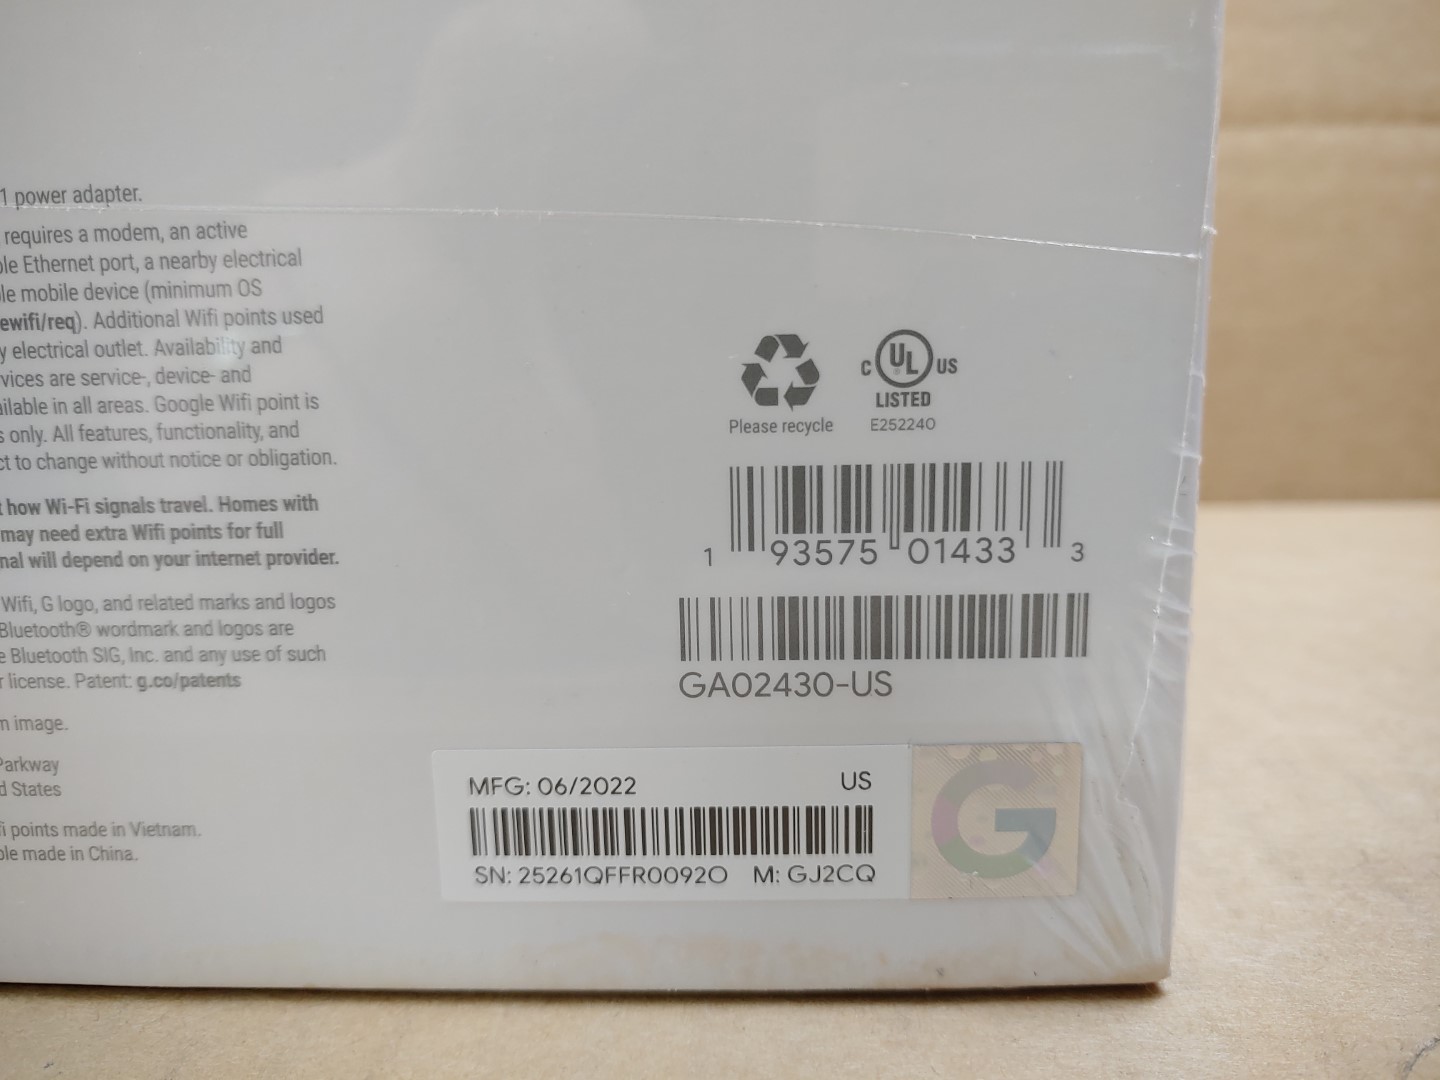 1 power adapter.
requires a modem, an active
Ethernet port, a nearby electrical
mobile device (minimum OS
ewifi/req). Additional Wifi points used
y electrical outlet. Availability and
vices are service-, device- and
ilable in all areas. Google Wifi point is
s only. All features, functionality, and
ct to change without notice or obligation.
t how Wi-Fi signals travel. Homes with
may need extra Wifi points for full
nal will depend on your internet provider.
Wifi, G logo, and related marks and logos
Bluetooth® wordmark and logos are
e Bluetooth SIG, Inc. and any use of such
r license. Patent: g.co/patents
n image.
Parkway
d States
fi points made in Vietnam.
ble made in China.
Please recycle
C UL US
LISTED
E252240
1 93575 01433 3
GA02430-US
MFG: 06/2022 US
SN: 25261QFFR00920 M: GJ2CQ
G